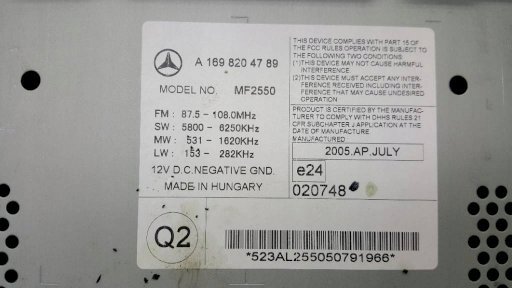 A 169 820 47 89
MODEL NO. MF2550
FM : 87.5 - 108.0MHz
SW : 5800 - 6250KHz
MW : 531 - 1620KHz
LW : 153 - 282KHz
12V D.C.NEGATIVE GND.
MADE IN HUNGARY
THIS DEVICE COMPLIES WITH PART 15 OF
THE FCC RULES OPERATION IS SUBJECT TO
THE FOLLOWING TWO CONDITIONS:
(1)THIS DEVICE MAY NOT CAUSE HARMFUL
INTERFERENCE.
(2)THIS DEVICE MUST ACCEPT ANY INTER-
FERENCE RECEIVED INCLUDING INTER-
FERENCE THAT MAY CAUSE UNDESIRED
OPERATION
PRODUCT IS CERTIFIED BY THE MANUFAC-
TURER TO COMPLY WITH DHHS RULES 21
CFR SUBCHAPTER J APPLICATION AT THE
DATE OF MANUFACTURE.
MANUFACTURED
2005.AP.JULY
e24
020748
Q2
*523AL255050791966*